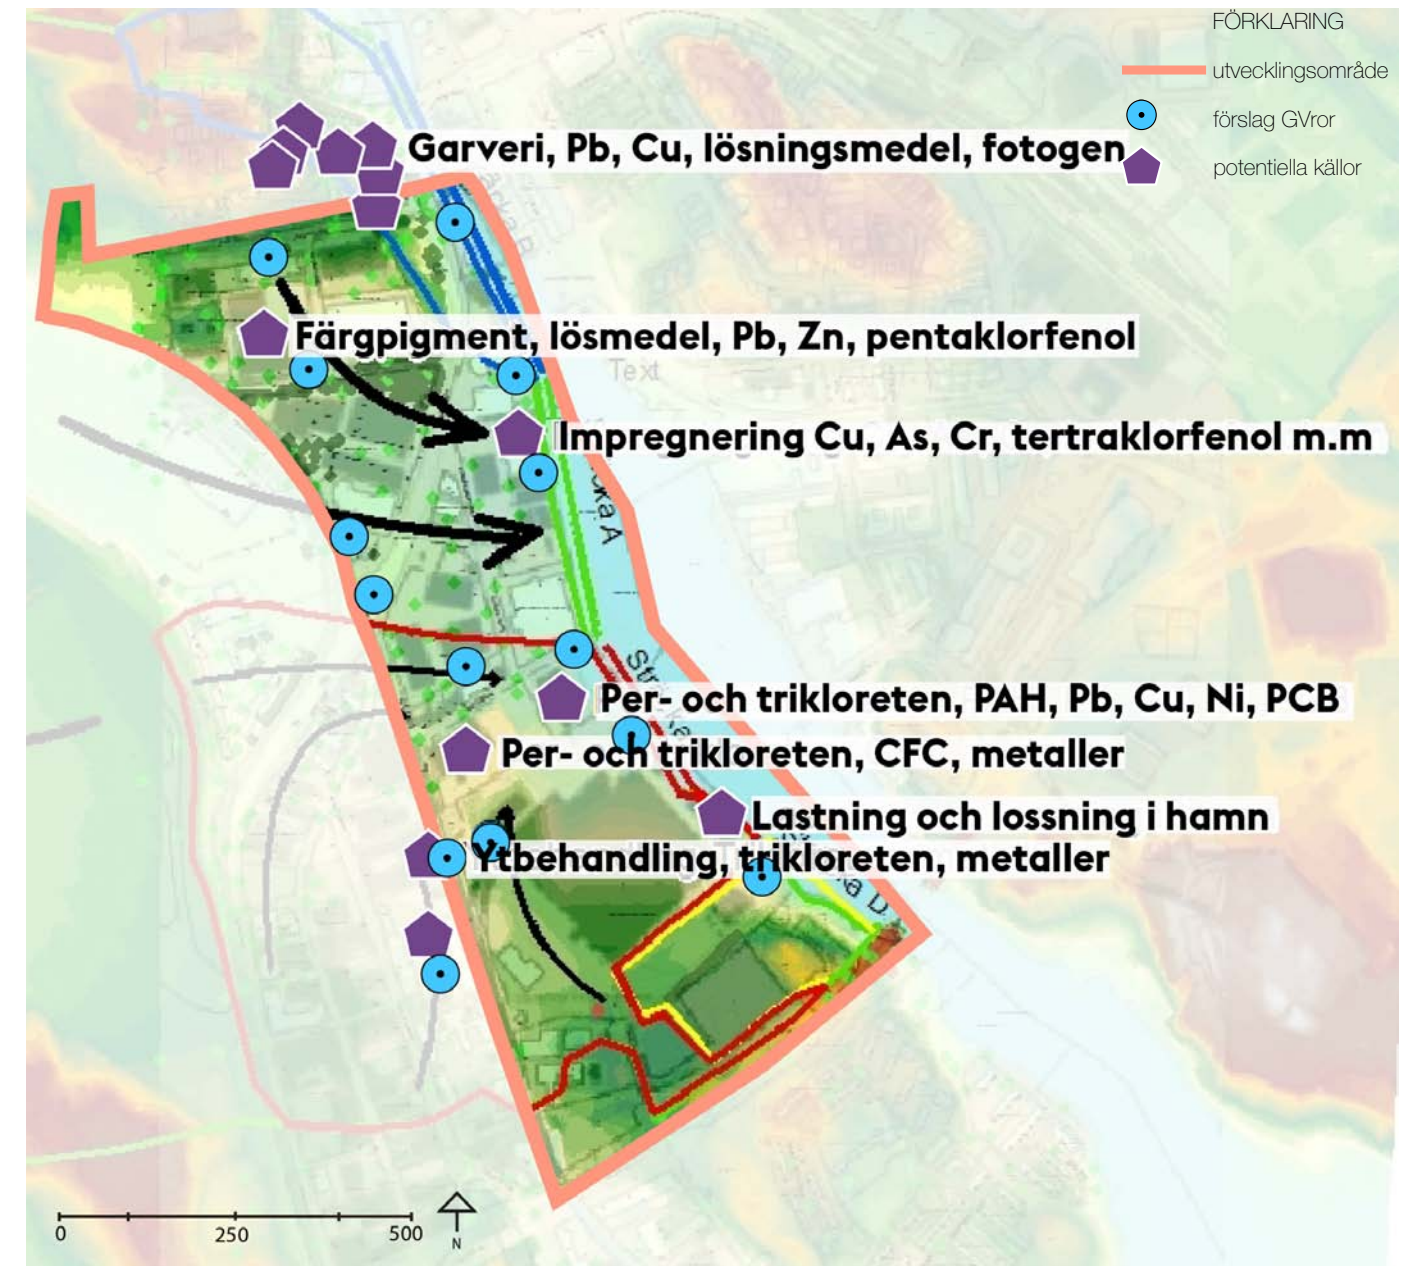 FÖRKLARING
utvecklingsområde
förslag GVror
potentiella källor
Garveri, Pb, Cu, lösningsmedel, fotogen
Färgpigment, lösmedel, Pb, Zn, pentaklorfenol
Text
Impregnering Cu, As, Cr, tertraklorfenol m.m
Per- och trikloreten, PAH, Pb, Cu, Ni, PCB
Per- och trikloreten, CFC, metaller
Lastning och lossning i hamn
Ytbehandling, trikloreten, metaller
0 250 500
N